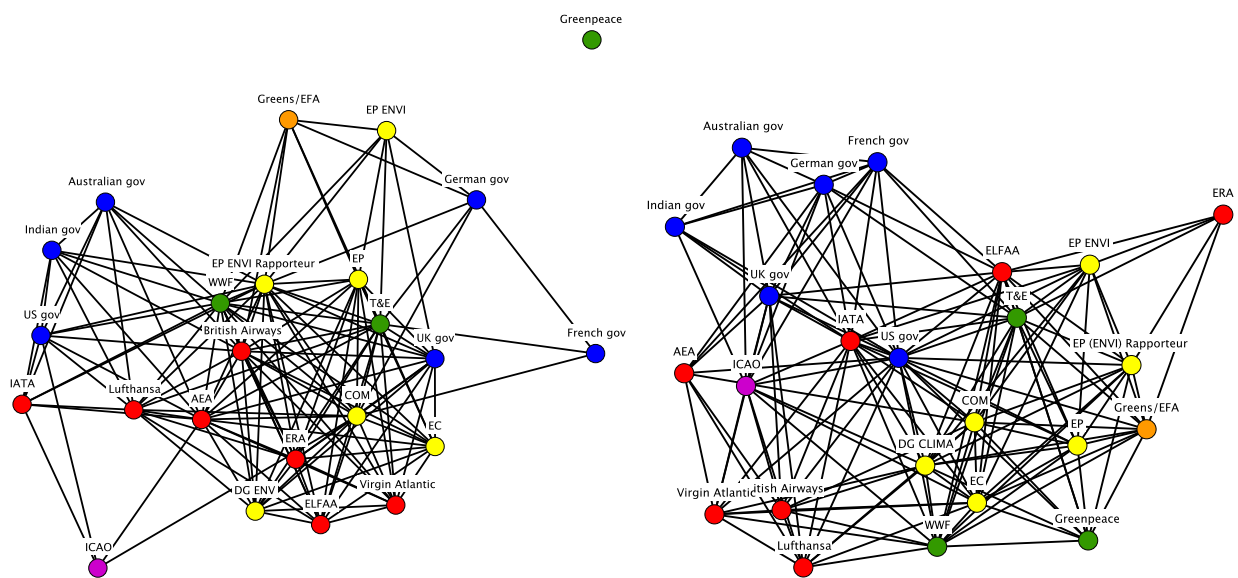 Greenpeace
Greens/EFA
EP ENVI
German gov
Australian gov
Indian gov
EP ENVI Rapporteur
EP
WWF
T&E
US gov
British Airways
UK gov
French gov
IATA
Lufthansa
AEA
COM
EC
ERA
DG ENV
ELFAA
Virgin Atlantic
ICAO
Australian gov
French gov
German gov
Indian gov
ERA
ELFAA
EP ENVI
UK gov
T&E
IATA
US gov
EP (ENVI) Rapporteur
AEA
ICAO
COM
Greens/EFA
EP
DG CLIMA
EC
Virgin Atlantic
itish Airways
WWF
Greenpeace
Lufthansa